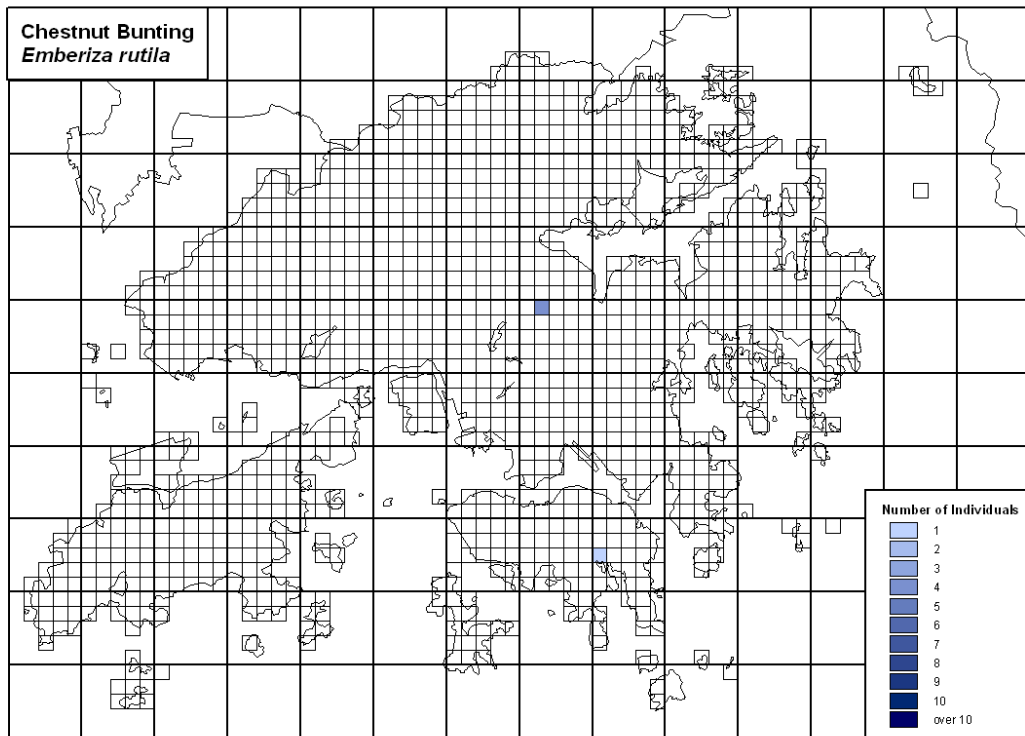 Chestnut Bunting
Emberiza rutila
Number of Individuals
1
2
3
4
5
6
7
8
9
10
over 10